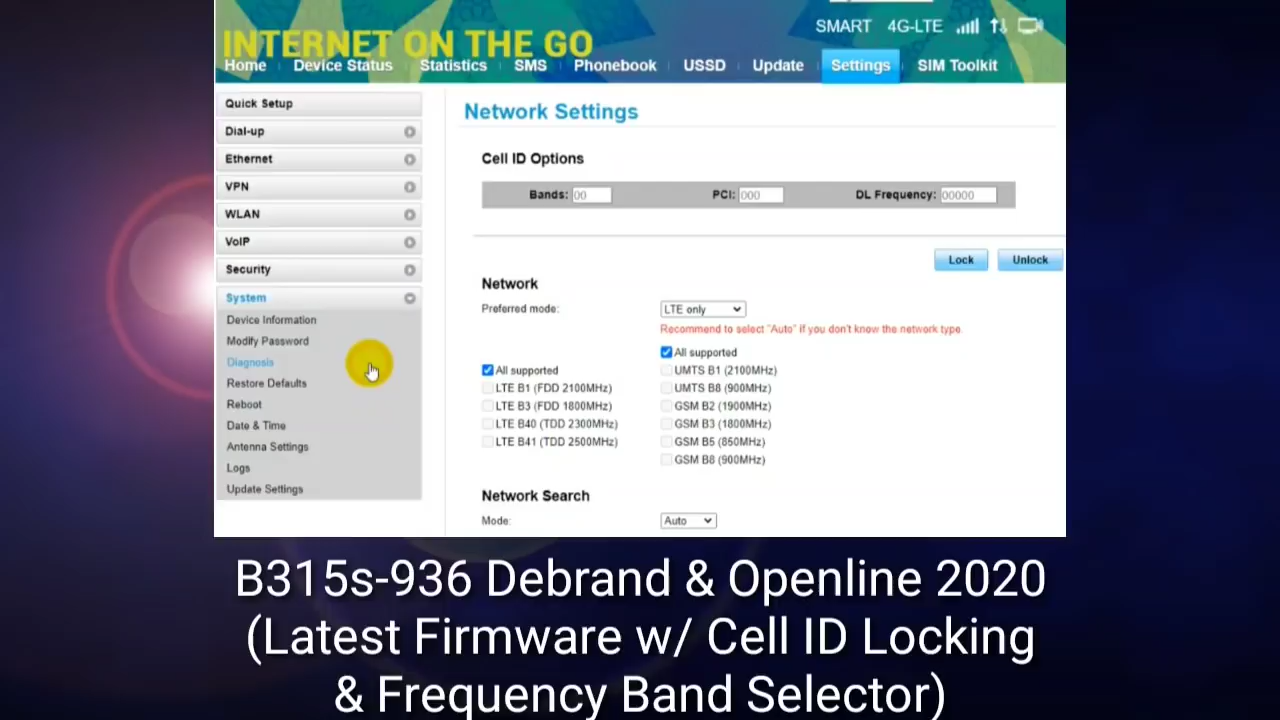 SMART 4G-LTE
INTERNET ON THE GO
Home Device Status Statistics SMS Phonebook USSD Update Settings SIM Toolkit
Quick Setup
Dial-up
Ethernet
VPN
WLAN
VoIP
Security
System
Device Information
Modify Password
Diagnosis
Restore Defaults
Reboot
Date & Time
Antenna Settings
Logs
Update Settings
Network Settings
Cell ID Options
Bands: 00 PCI: 000 DL Frequency: 00000
Lock Unlock
Network
Preferred mode: LTE only
Recommend to select "Auto" if you don't know the network type.
All supported
LTE B1 (FDD 2100MHz)
LTE B3 (FDD 1800MHz)
LTE B40 (TDD 2300MHz)
LTE B41 (TDD 2500MHz)
All supported
UMTS B1 (2100MHz)
UMTS B8 (900MHz)
GSM B2 (1900MHz)
GSM B3 (1800MHz)
GSM B5 (850MHz)
GSM B8 (900MHz)
Network Search
Mode: Auto
B315s-936 Debrand & Openline 2020
(Latest Firmware w/ Cell ID Locking
& Frequency Band Selector)